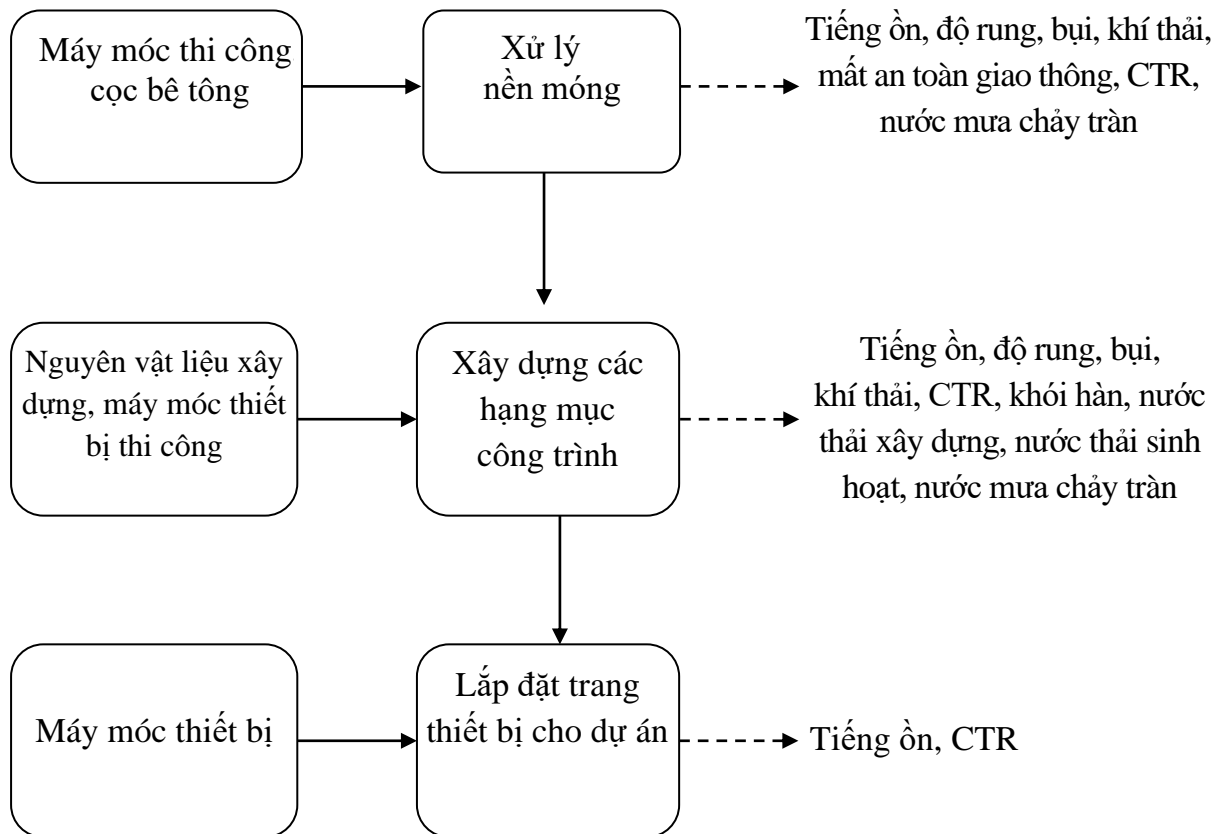 Máy móc thi công
cọc bê tông
Xử lý
nền móng
Tiếng ồn, độ rung, bụi, khí thải,
mất an toàn giao thông, CTR,
nước mưa chảy tràn
Nguyên vật liệu xây
dựng, máy móc thiết
bị thi công
Xây dựng các
hạng mục
công trình
Tiếng ồn, độ rung, bụi,
khí thải, CTR, khói hàn, nước
thải xây dựng, nước thải sinh
hoạt, nước mưa chảy tràn
Máy móc thiết bị
Lắp đặt trang
thiết bị cho dự án
Tiếng ồn, CTR